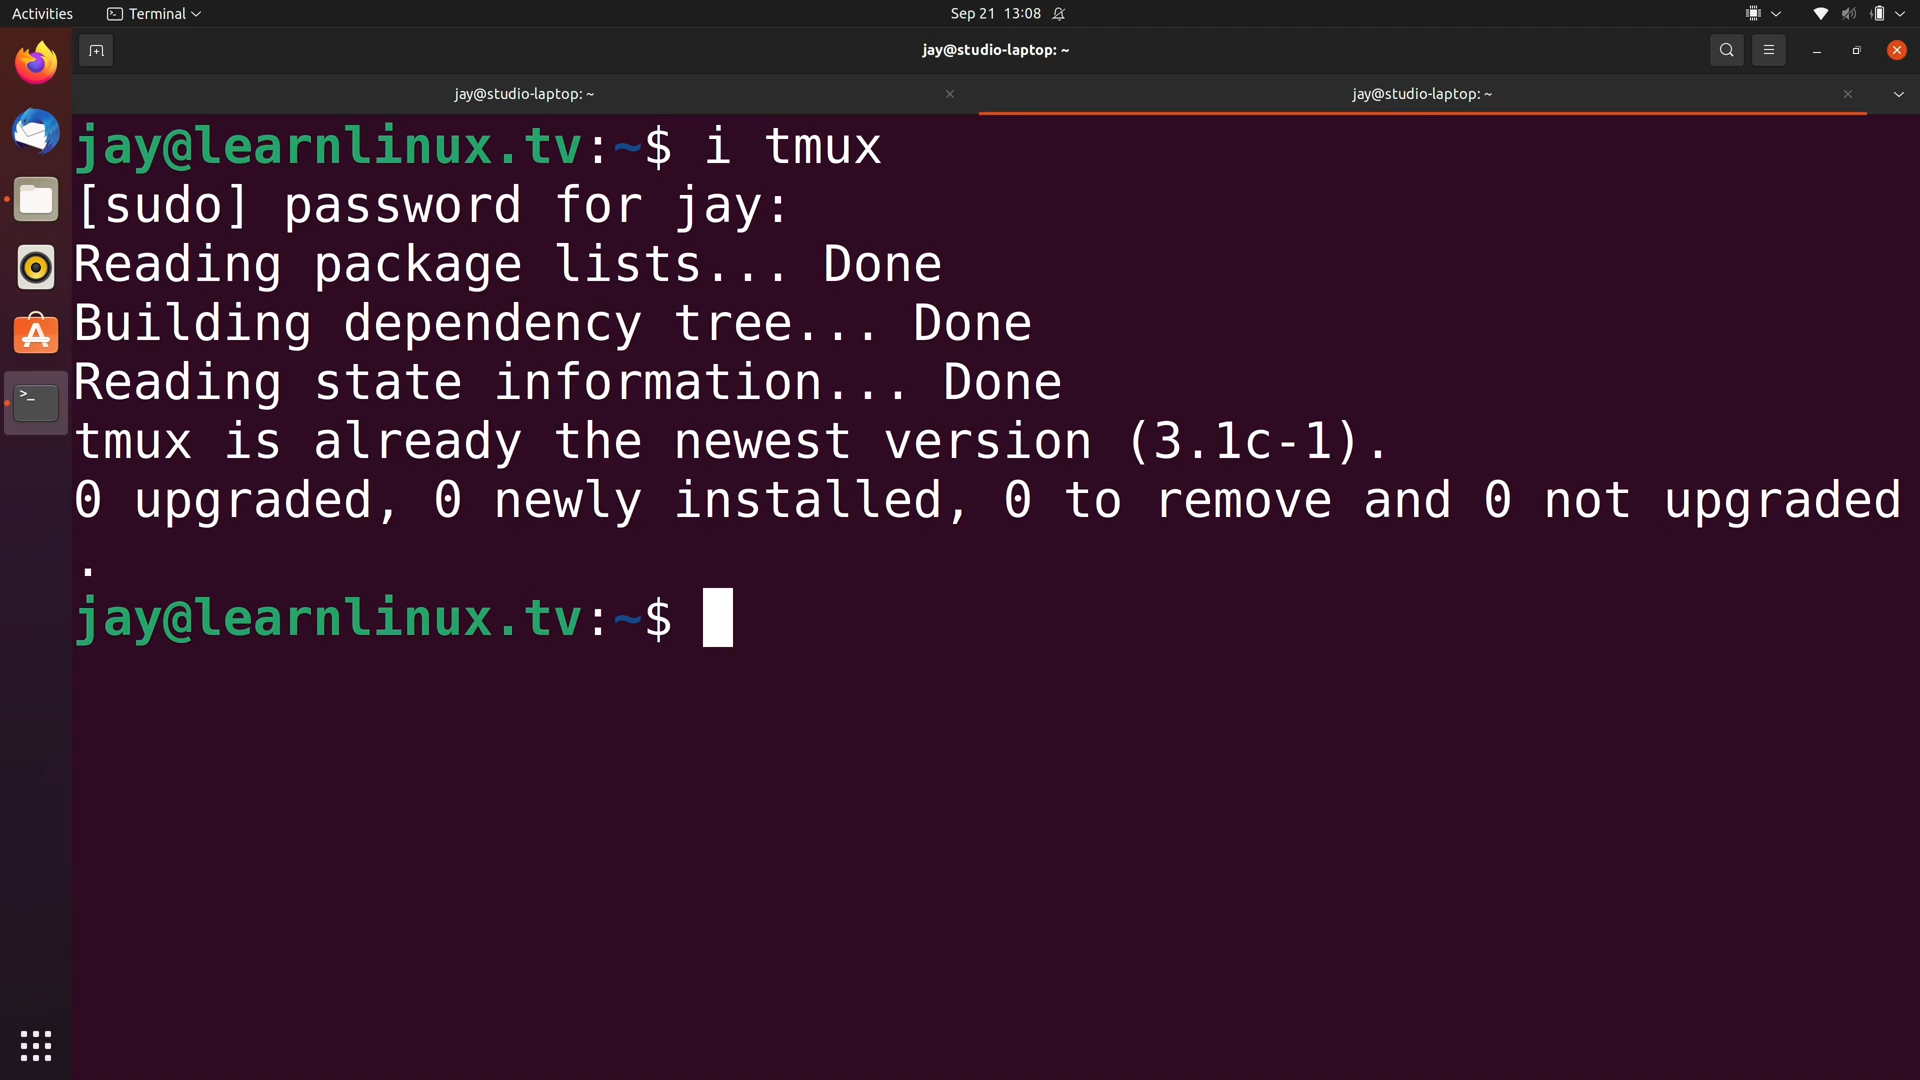 Activities
Terminal
Sep 21 13:08
jay@studio-laptop: ~
jay@studio-laptop: ~
jay@studio-laptop: ~
jay@learnlinux.tv:~$ i tmux
[sudo] password for jay:
Reading package lists... Done
Building dependency tree... Done
Reading state information... Done
tmux is already the newest version (3.1c-1).
0 upgraded, 0 newly installed, 0 to remove and 0 not upgraded
.
jay@learnlinux.tv:~$